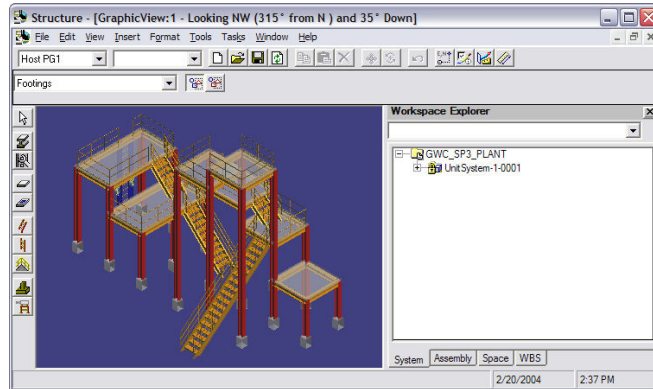 Structure - [GraphicView:1 - Looking NW (315° from N ) and 35° Down]
File Edit View Insert Format Tools Tasks Window Help
Host PG1
Footings
Workspace Explorer
GWC_SP3_PLANT
UnitSystem-1-0001
System Assembly Space WBS
2/20/2004 2:37 PM